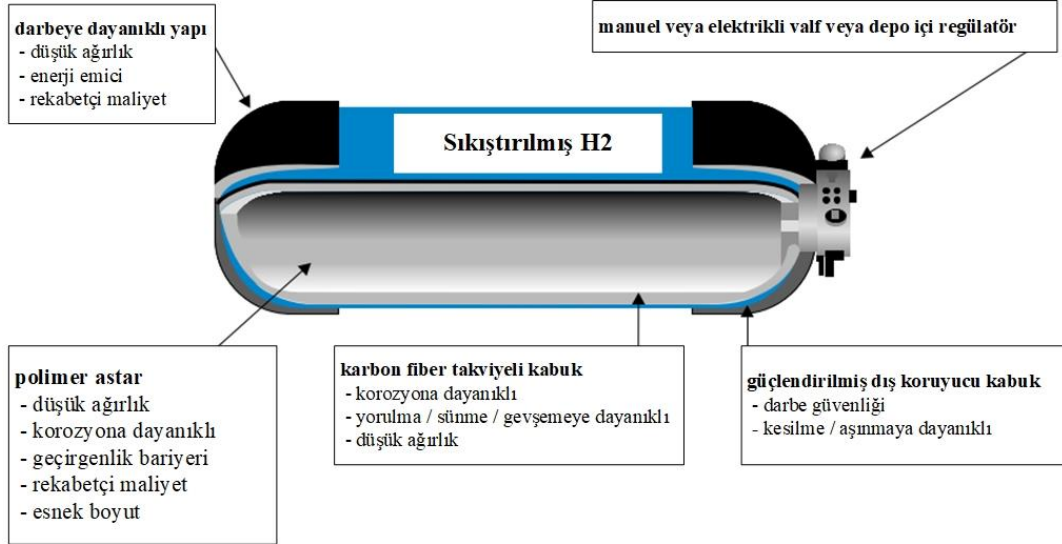 darbeye dayanıklı yapı
- düşük ağırlık
- enerji emici
- rekabetçi maliyet
manuel veya elektrikli valf veya depo içi regülatör
Sıkıştırılmış H2
polimer astar
- düşük ağırlık
- korozyona dayanıklı
- geçirgenlik bariyeri
- rekabetçi maliyet
- esnek boyut
karbon fiber takviyeli kabuk
- korozyona dayanıklı
- yorulma / sünme / gevşemeye dayanıklı
- düşük ağırlık
güçlendirilmiş dış koruyucu kabuk
- darbe güvenliği
- kesilme / aşınmaya dayanıklı